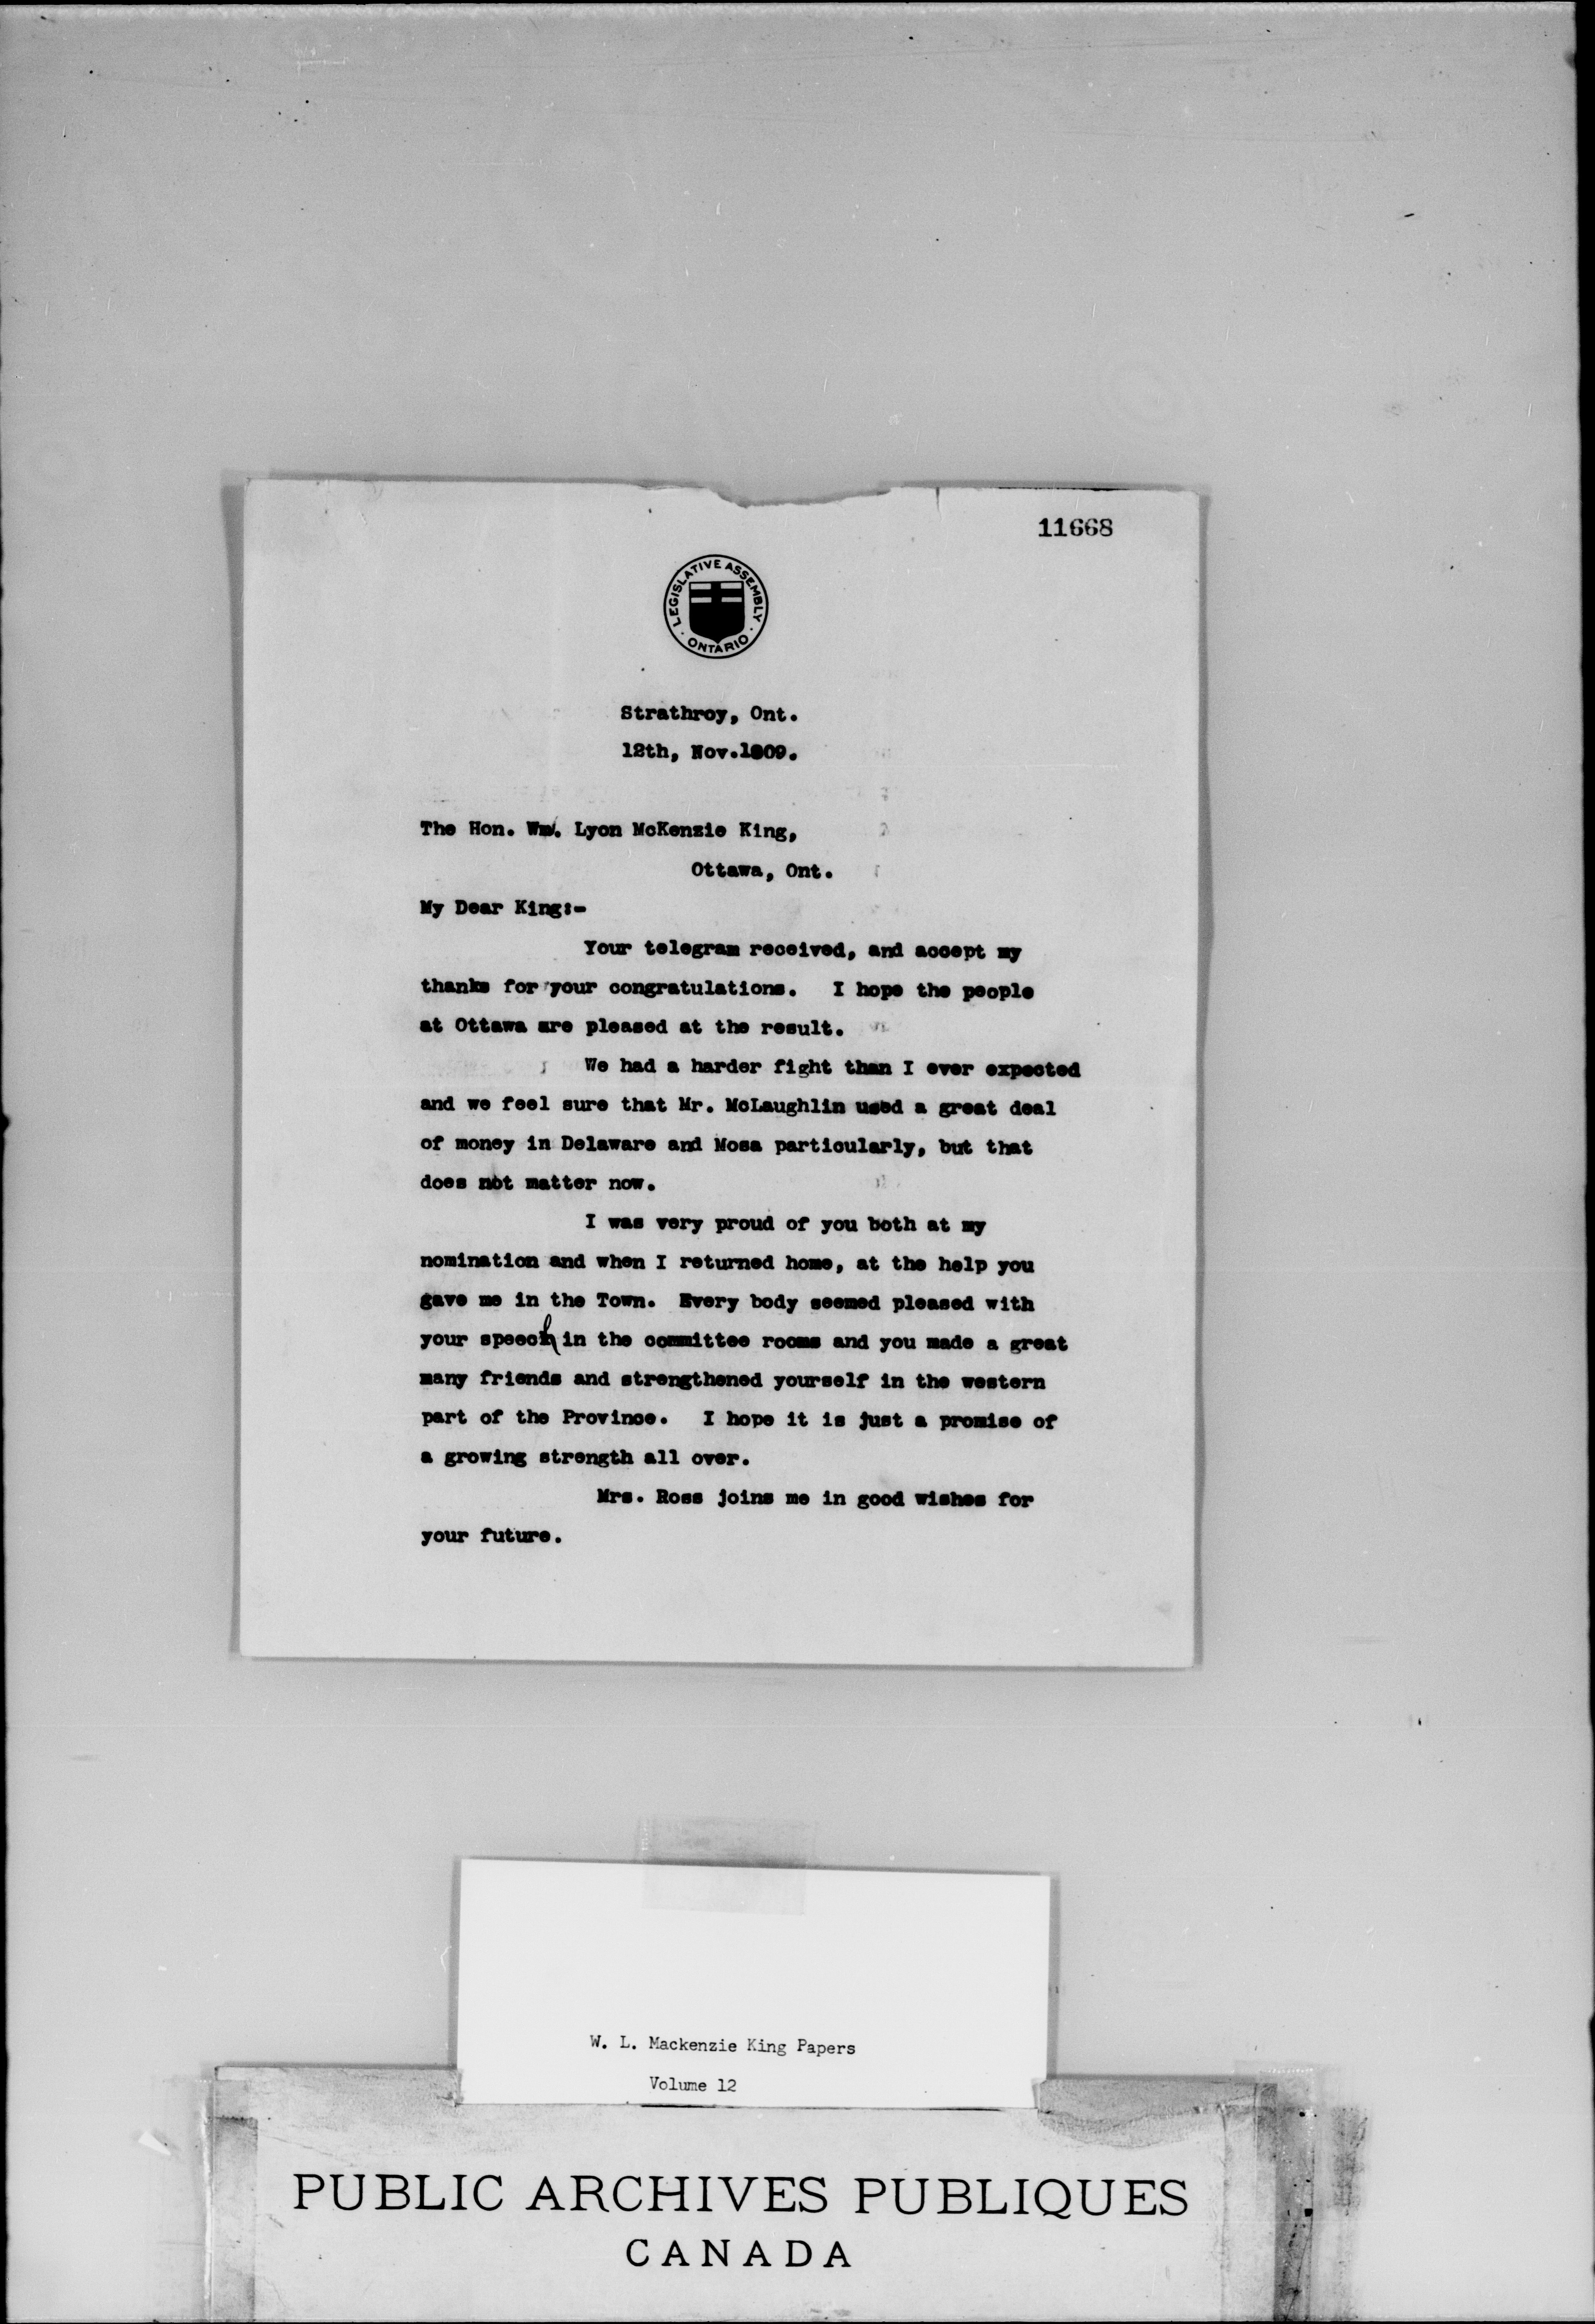 11668
LEGISLATIVE ASSEMBLY
ONTARIO
Strathroy, Ont.
12th, Nov.1909.
The Hon. Wm. Lyon McKenzie King,
Ottawa, Ont.
My Dear King:-
Your telegram received, and accept my
thanks for your congratulations. I hope the people
at Ottawa are pleased at the result.
We had a harder fight than I ever expected
and we feel sure that Mr. McLaughlin used a great deal
of money in Delaware and Mosa particularly, but that
does not matter now.
I was very proud of you both at my
nomination and when I returned home, at the help you
gave me in the Town. Every body seemed pleased with
your speech in the committee rooms and you made a great
many friends and strengthened yourself in the western
part of the Province. I hope it is just a promise of
a growing strength all over.
Mrs. Ross joins me in good wishes for
your future.
W. L. Mackenzie King Papers
Volume 12
PUBLIC ARCHIVES PUBLIQUES
CANADA